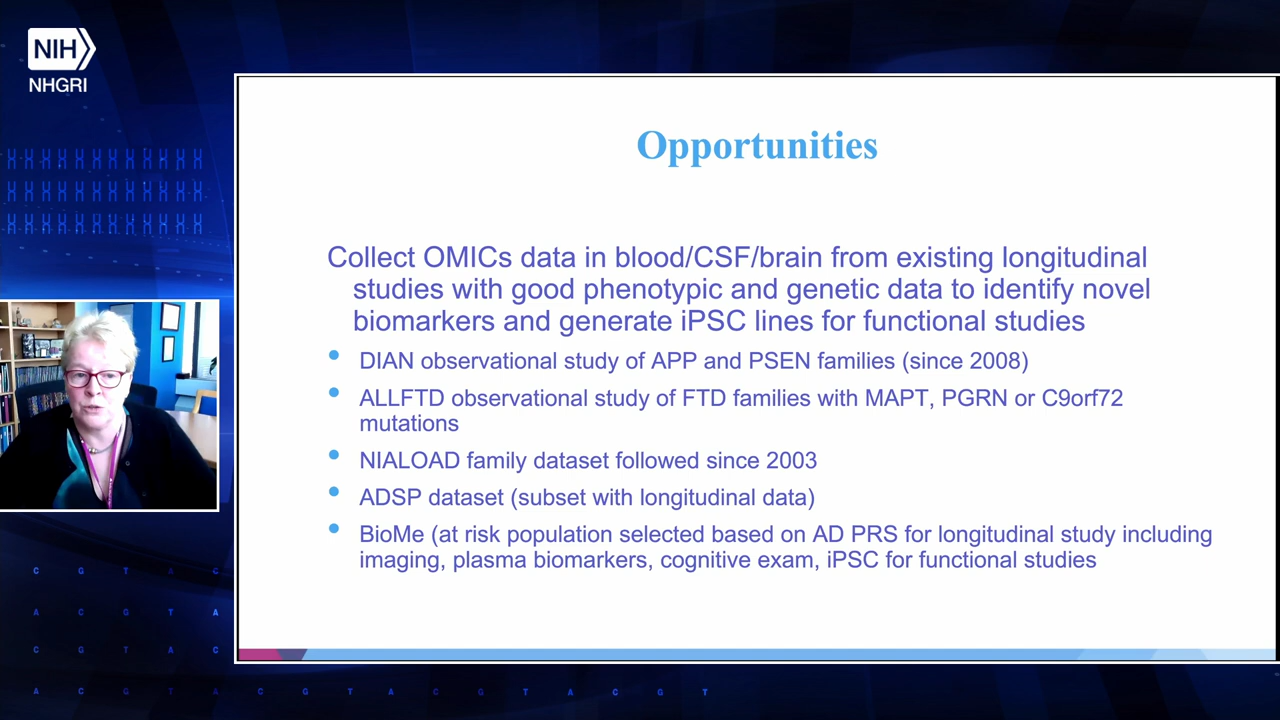 NIH
NHGRI
Opportunities
Collect OMICs data in blood/CSF/brain from existing longitudinal
studies with good phenotypic and genetic data to identify novel
biomarkers and generate iPSC lines for functional studies
• DIAN observational study of APP and PSEN families (since 2008)
• ALLFTD observational study of FTD families with MAPT, PGRN or C9orf72
mutations
• NIALOAD family dataset followed since 2003
• ADSP dataset (subset with longitudinal data)
• BioMe (at risk population selected based on AD PRS for longitudinal study including
imaging, plasma biomarkers, cognitive exam, iPSC for functional studies
C G T A C
A C G T A
C G T A C
A C G T A C G T A C G T A C G T